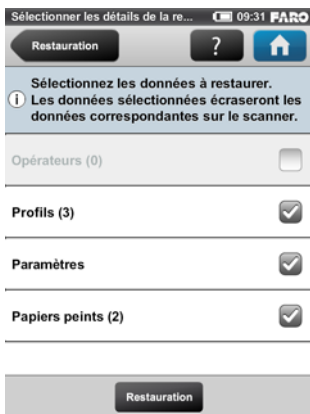 Sélectionner les détails de la re... 09:31 FARO
Restauration ?
Sélectionnez les données à restaurer.
i Les données sélectionnées écraseront les
données correspondantes sur le scanner.
Opérateurs (0)
Profils (3)
Paramètres
Papiers peints (2)
Restauration